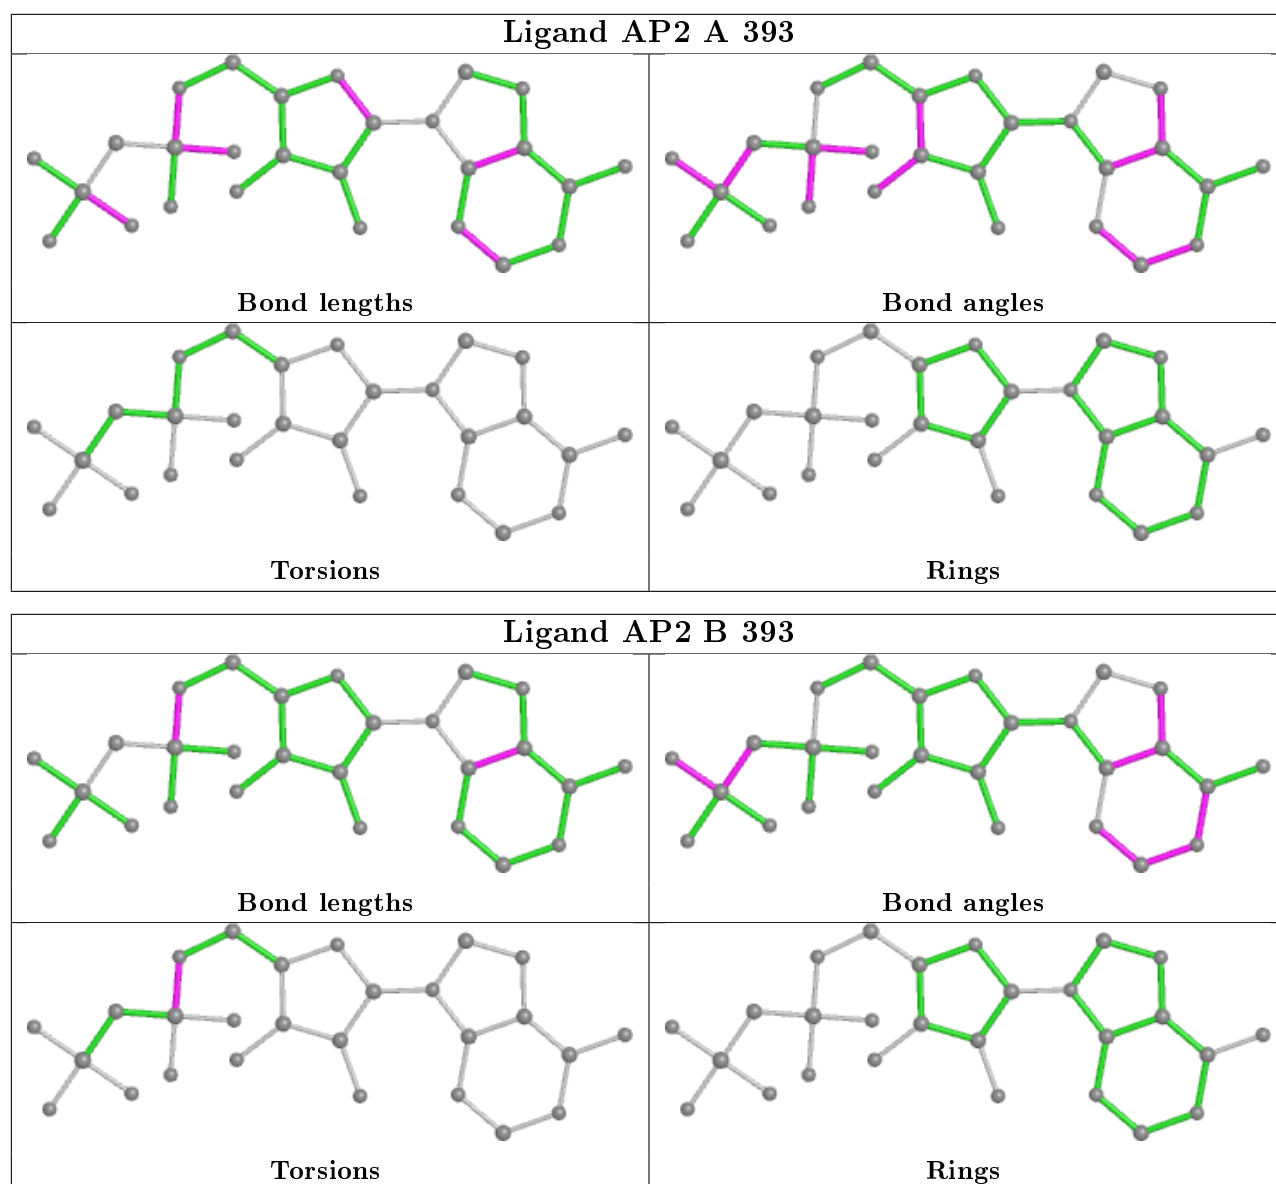 Ligand AP2 A 393
Bond lengths
Bond angles
Torsions
Rings
Ligand AP2 B 393
Bond lengths
Bond angles
Torsions
Rings